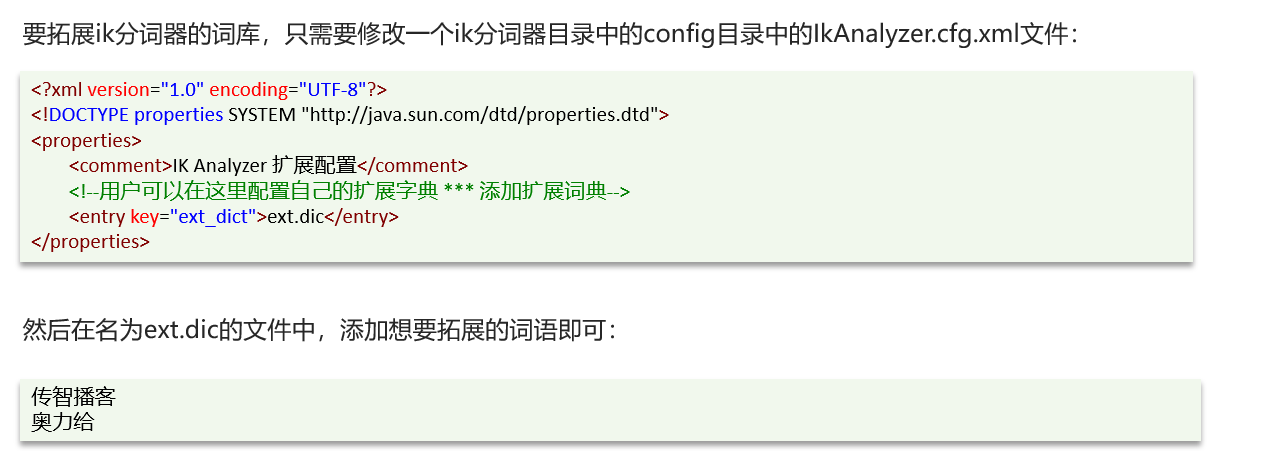 要拓展ik分词器的词库，只需要修改一个ik分词器目录中的config目录中的IkAnalyzer.cfg.xml文件：
<?xml version="1.0" encoding="UTF-8"?>
<!DOCTYPE properties SYSTEM "http://java.sun.com/dtd/properties.dtd">
<properties>
<comment>IK Analyzer 扩展配置</comment>
<!--用户可以在这里配置自己的扩展字典 *** 添加扩展词典-->
<entry key="ext_dict">ext.dic</entry>
</properties>
然后在名为ext.dic的文件中，添加想要拓展的词语即可：
传智播客
奥力给